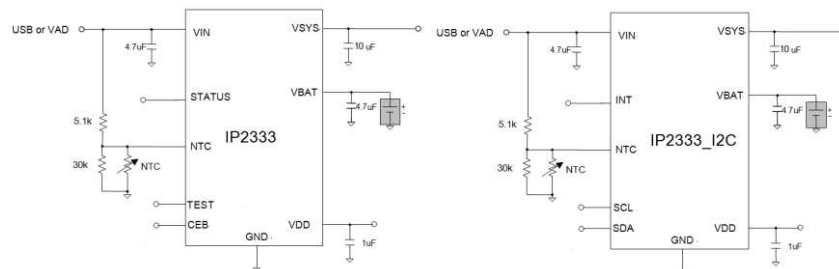 USB or VAD
VIN
VSYS
4.7uF
10 uF
STATUS
VBAT
4.7uF
+
-
5.1k
IP2333
NTC
30k
NTC
TEST
CEB
VDD
GND
1uF
USB or VAD
VIN
VSYS
4.7uF
10 uF
INT
VBAT
4.7uF
+
-
5.1k
IP2333_I2C
NTC
30k
NTC
SCL
SDA
VDD
GND
1uF